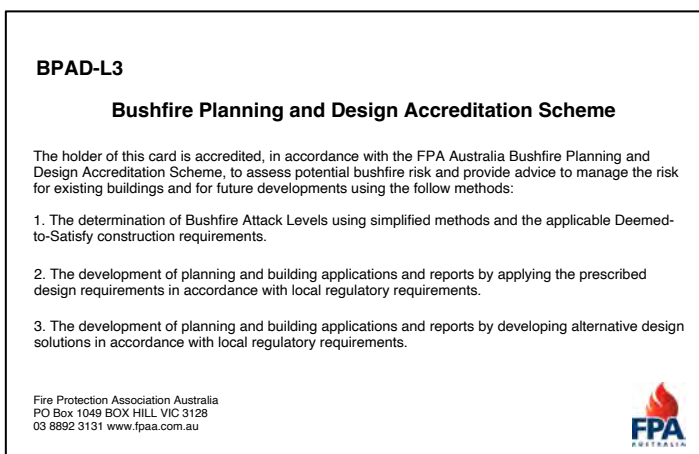 BPAD-L3
Bushfire Planning and Design Accreditation Scheme
The holder of this card is accredited, in accordance with the FPA Australia Bushfire Planning and
Design Accreditation Scheme, to assess potential bushfire risk and provide advice to manage the risk
for existing buildings and for future developments using the follow methods:
1. The determination of Bushfire Attack Levels using simplified methods and the applicable Deemed-
to-Satisfy construction requirements.
2. The development of planning and building applications and reports by applying the prescribed
design requirements in accordance with local regulatory requirements.
3. The development of planning and building applications and reports by developing alternative design
solutions in accordance with local regulatory requirements.
Fire Protection Association Australia
PO Box 1049 BOX HILL VIC 3128
03 8892 3131 www.fpaa.com.au
FPA
AUSTRALIA